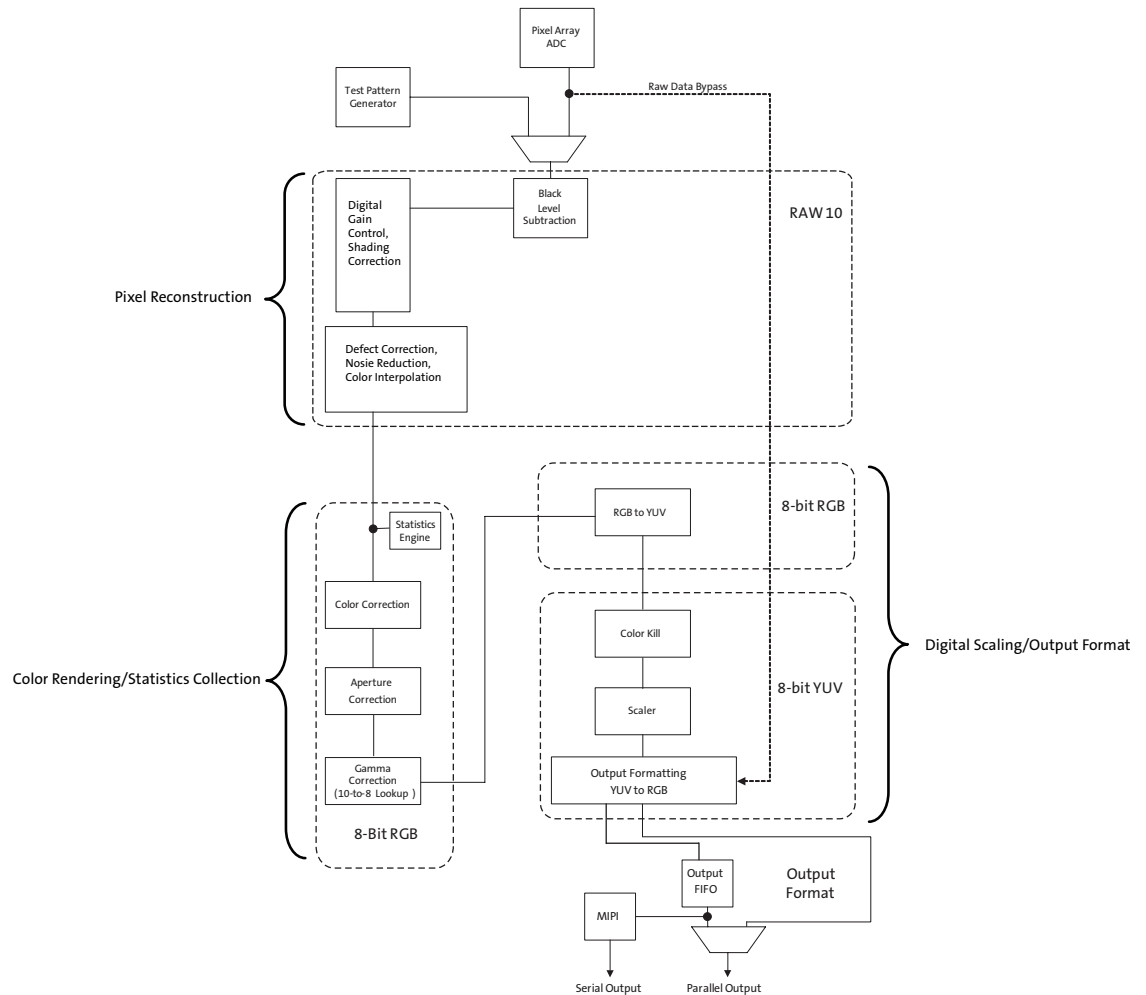 Pixel Array
ADC
Test Pattern
Generator
Raw Data Bypass
Black
Level
Subtraction
Digital
Gain
Control,
Shading
Correction
RAW 10
Pixel Reconstruction
Defect Correction,
Nosie Reduction,
Color Interpolation
RGB to YUV
8-bit RGB
Statistics
Engine
Color Correction
Color Kill
Digital Scaling/Output Format
Color Rendering/Statistics Collection
Aperture
Correction
8-bit YUV
Scaler
Gamma
Correction
(10-to-8 Lookup )
Output Formatting
YUV to RGB
8-Bit RGB
Output
FIFO
Output
Format
MIPI
Serial Output
Parallel Output